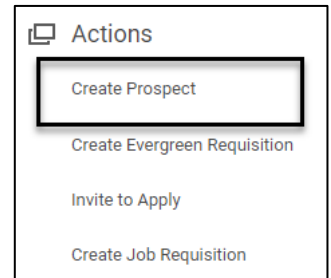 Actions
Create Prospect
Create Evergreen Requisition
Invite to Apply
Create Job Requisition